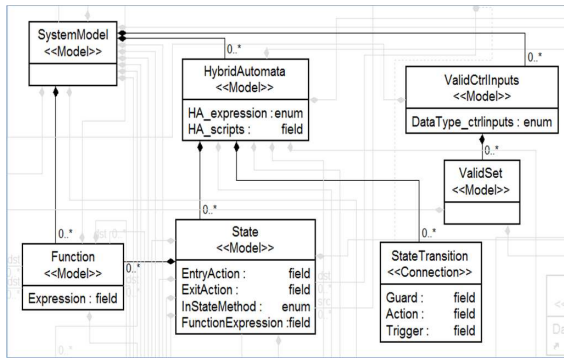 SystemModel
<<Model>>
0..*
0..*
HybridAutomata
<<Model>>
HA_expression : enum
HA_scripts : field
ValidCtrlInputs
<<Model>>
DataType_ctrlinputs : enum
0..*
ValidSet
<<Model>>
0..*
0..*
0..*
Function
<<Model>>
Expression : field
0..*
State
<<Model>>
EntryAction : field
ExitAction : field
InStateMethod : enum
FunctionExpression :field
StateTransition
<<Connection>>
Guard : field
Action : field
Trigger : field